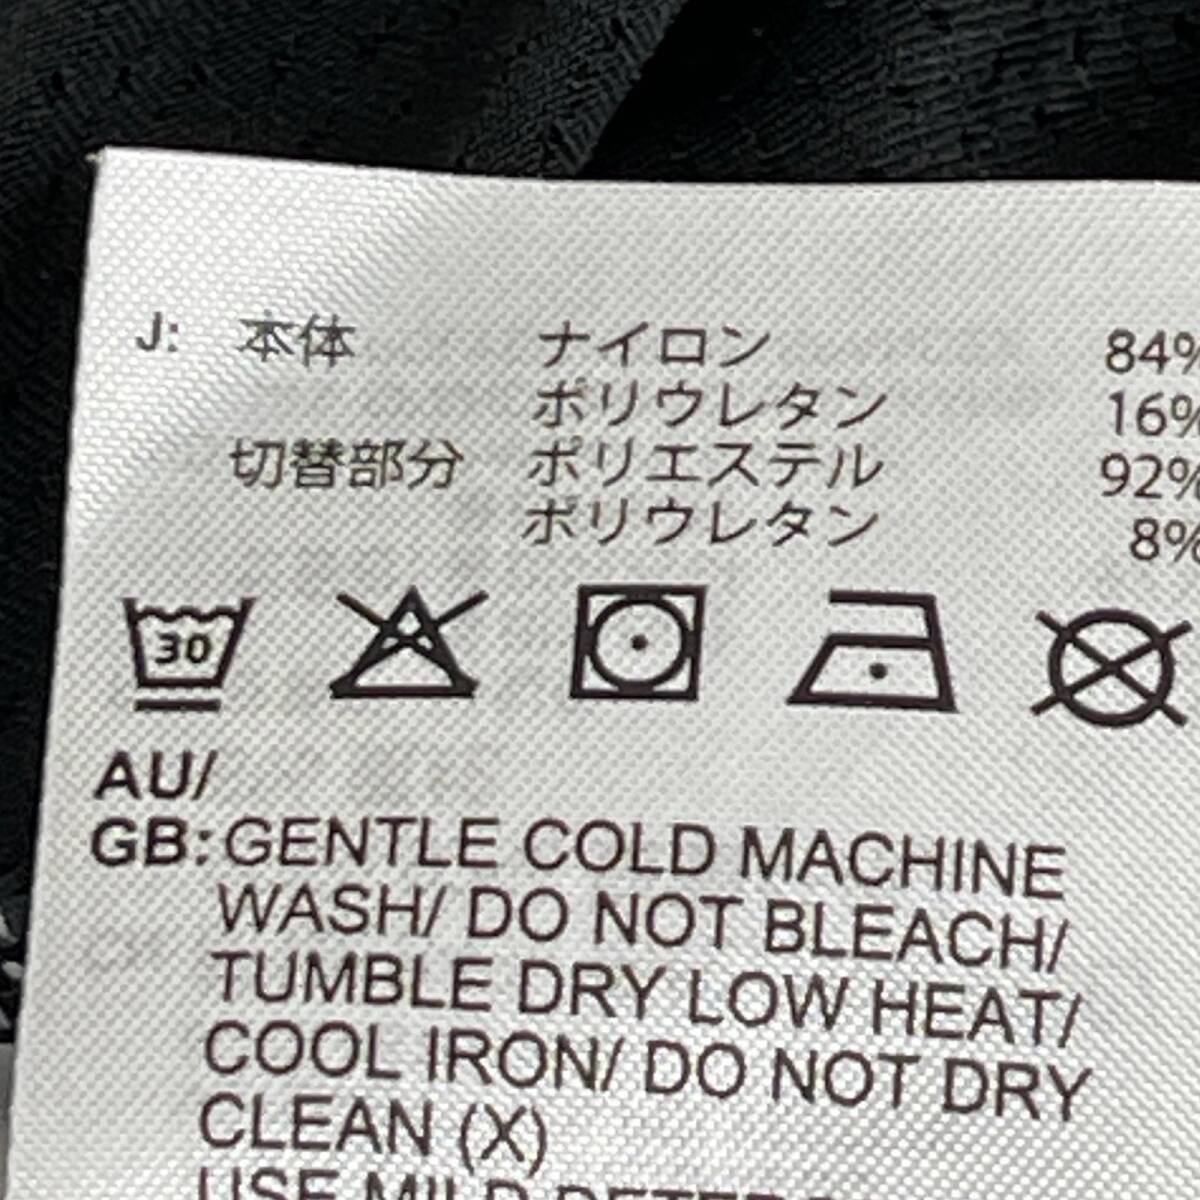 J: 本体 ナイロン 84%
ポリウレタン 16%
切替部分 ポリエステル 92%
ポリウレタン 8%
30
AU/
GB: GENTLE COLD MACHINE
WASH/ DO NOT BLEACH/
TUMBLE DRY LOW HEAT/
COOL IRON/ DO NOT DRY
CLEAN (X)
USE MILD